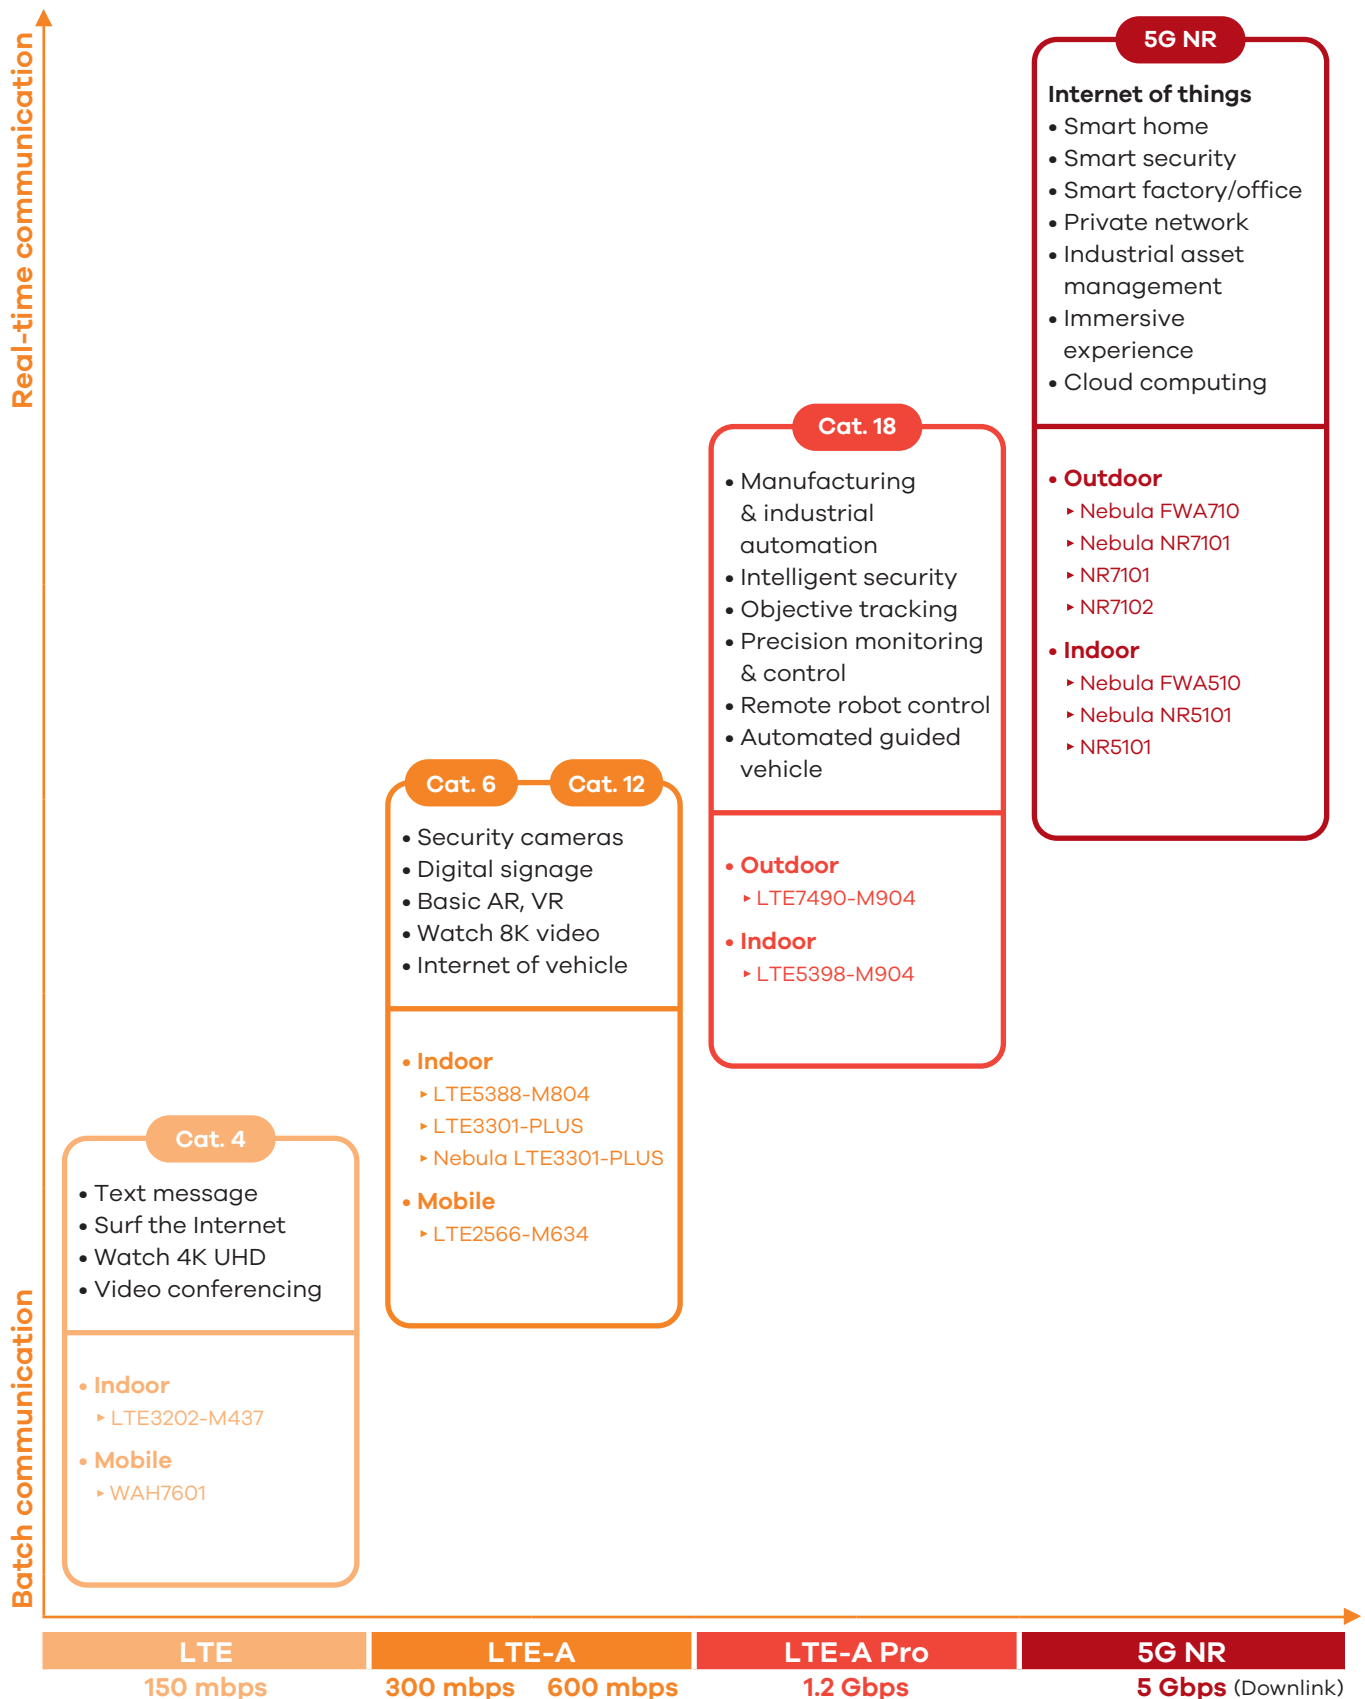 Real-time communication
Batch communication
5G NR
Internet of things
• Smart home
• Smart security
• Smart factory/office
• Private network
• Industrial asset
management
• Immersive
experience
• Cloud computing
• Outdoor
▸ Nebula FWA710
▸ Nebula NR7101
▸ NR7101
▸ NR7102
• Indoor
▸ Nebula FWA510
▸ Nebula NR5101
▸ NR5101
Cat. 18
• Manufacturing
& industrial
automation
• Intelligent security
• Objective tracking
• Precision monitoring
& control
• Remote robot control
• Automated guided
vehicle
• Outdoor
▸ LTE7490-M904
• Indoor
▸ LTE5398-M904
Cat. 6 Cat. 12
• Security cameras
• Digital signage
• Basic AR, VR
• Watch 8K video
• Internet of vehicle
• Indoor
▸ LTE5388-M804
▸ LTE3301-PLUS
▸ Nebula LTE3301-PLUS
• Mobile
▸ LTE2566-M634
Cat. 4
• Text message
• Surf the Internet
• Watch 4K UHD
• Video conferencing
• Indoor
▸ LTE3202-M437
• Mobile
▸ WAH7601
LTE LTE-A LTE-A Pro 5G NR
150 mbps 300 mbps 600 mbps 1.2 Gbps 5 Gbps (Downlink)